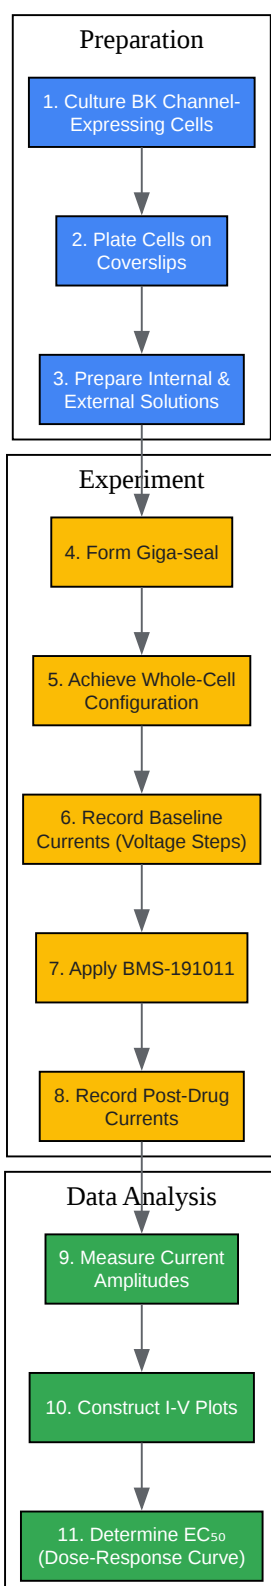 Preparation
1. Culture BK Channel-
Expressing Cells
2. Plate Cells on
Coverslips
3. Prepare Internal &
External Solutions
Experiment
4. Form Giga-seal
5. Achieve Whole-Cell
Configuration
6. Record Baseline
Currents (Voltage Steps)
7. Apply BMS-191011
8. Record Post-Drug
Currents
Data Analysis
9. Measure Current
Amplitudes
10. Construct I-V Plots
11. Determine EC₅₀
(Dose-Response Curve)